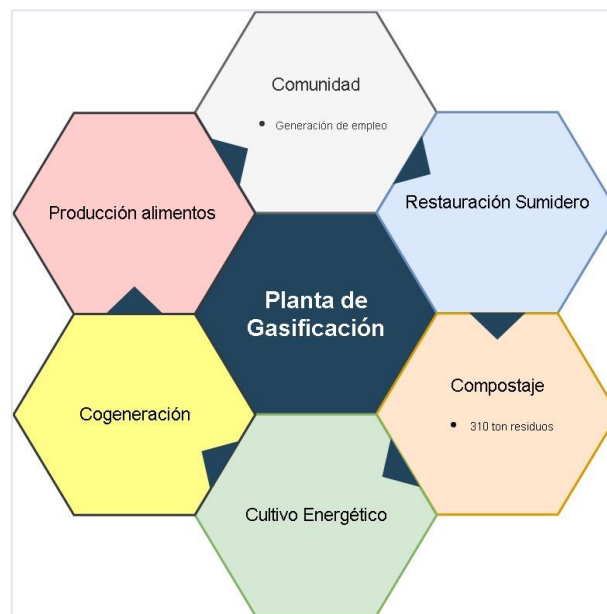 Comunidad
• Generación de empleo
Producción alimentos
Restauración Sumidero
Planta de
Gasificación
Compostaje
• 310 ton residuos
Cogeneración
Cultivo Energético